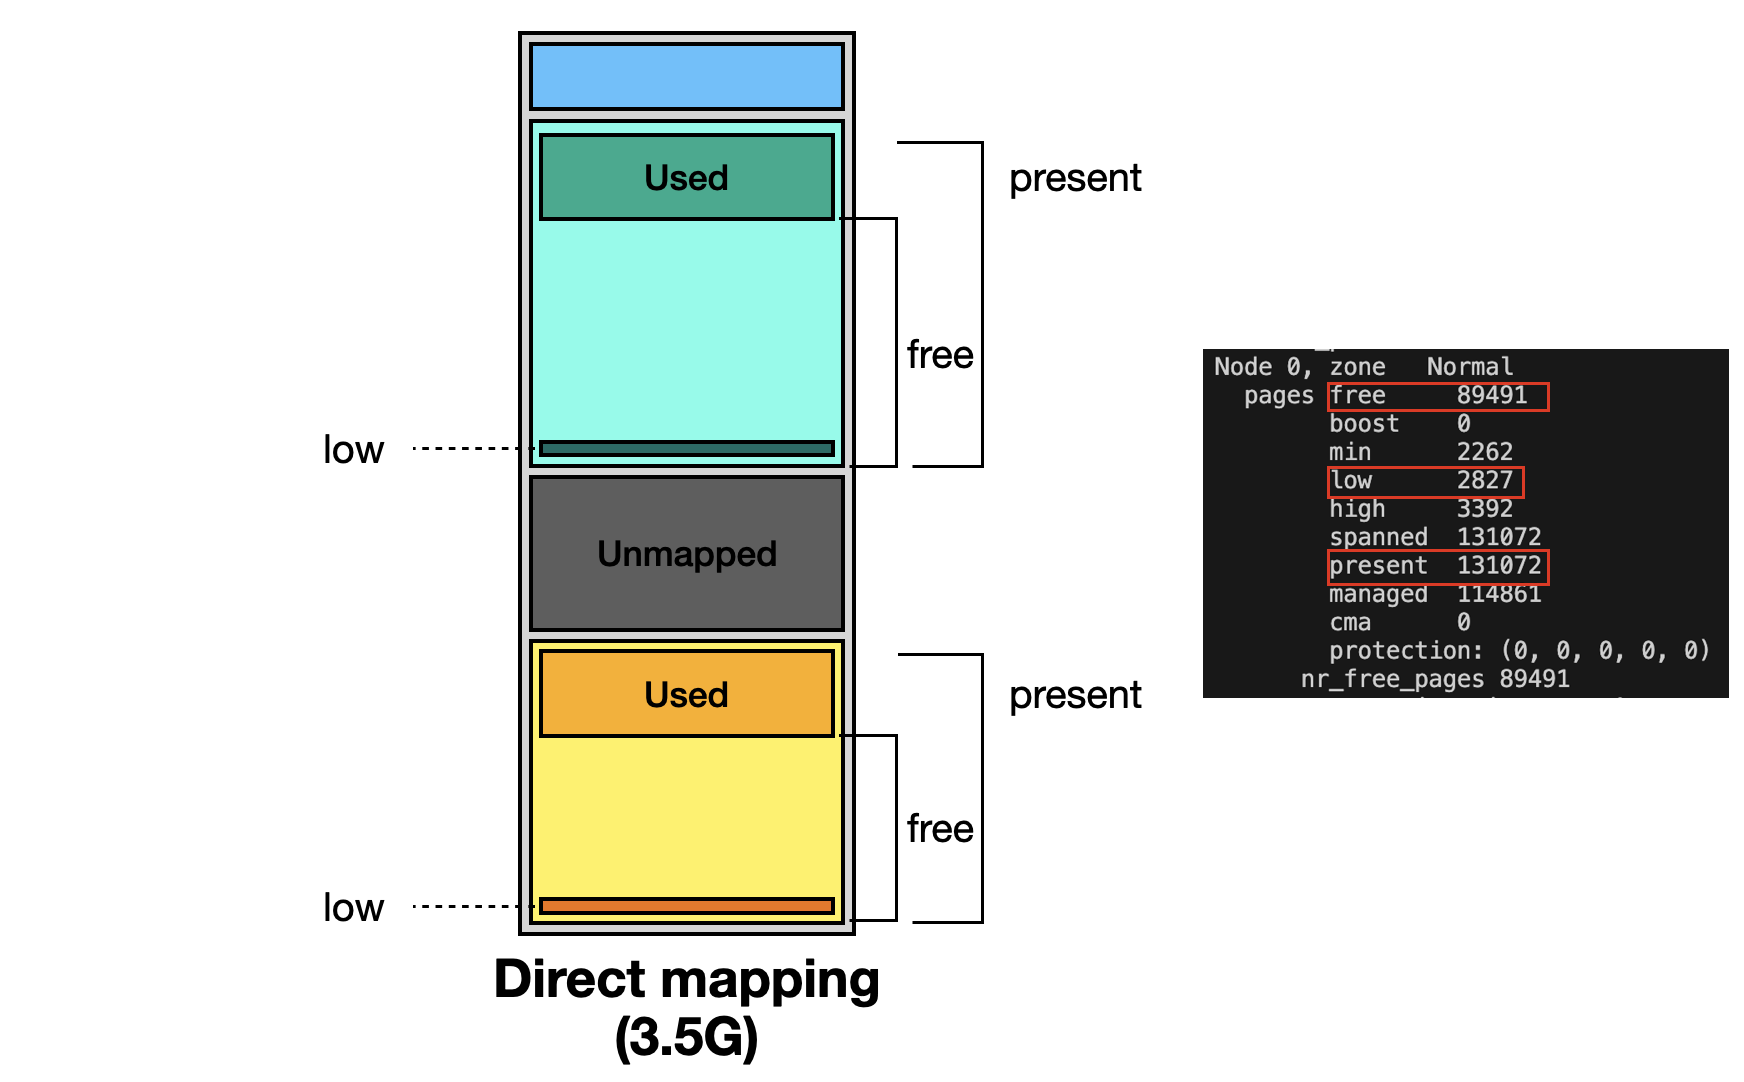 Used
present
free
low
Unmapped
Used
present
free
low
Direct mapping
(3.5G)
Node 0, zone Normal
pages free 89491
boost 0
min 2262
low 2827
high 3392
spanned 131072
present 131072
managed 114861
cma 0
protection: (0, 0, 0, 0, 0)
nr_free_pages 89491